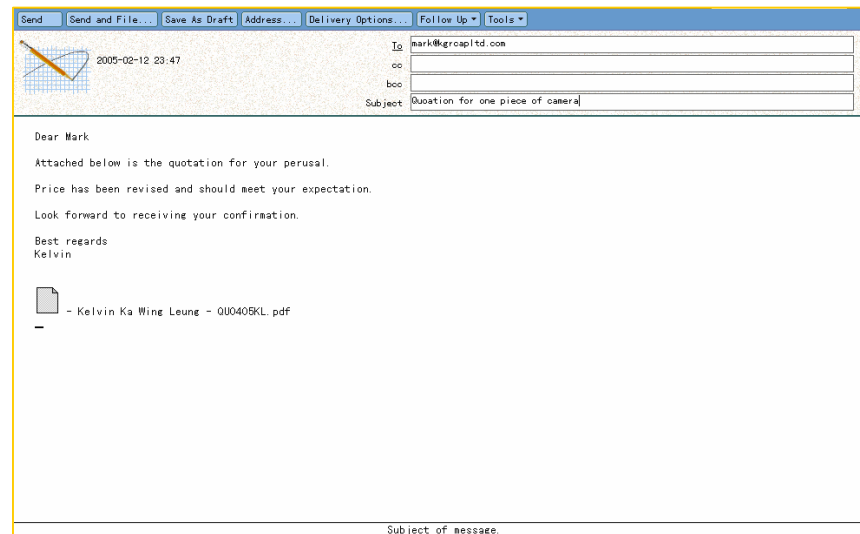 Send Send and File... Save As Draft Address... Delivery Options... Follow Up Tools
2005-02-12 23:47
To mark@kgrcapltd.com
cc
bcc
Subject Quoation for one piece of camera
Dear Mark
Attached below is the quotation for your perusal.
Price has been revised and should meet your expectation.
Look forward to receiving your confirmation.
Best regards
Kelvin
- Kelvin Ka Wing Leung - QU0405KL.pdf
Subject of message.